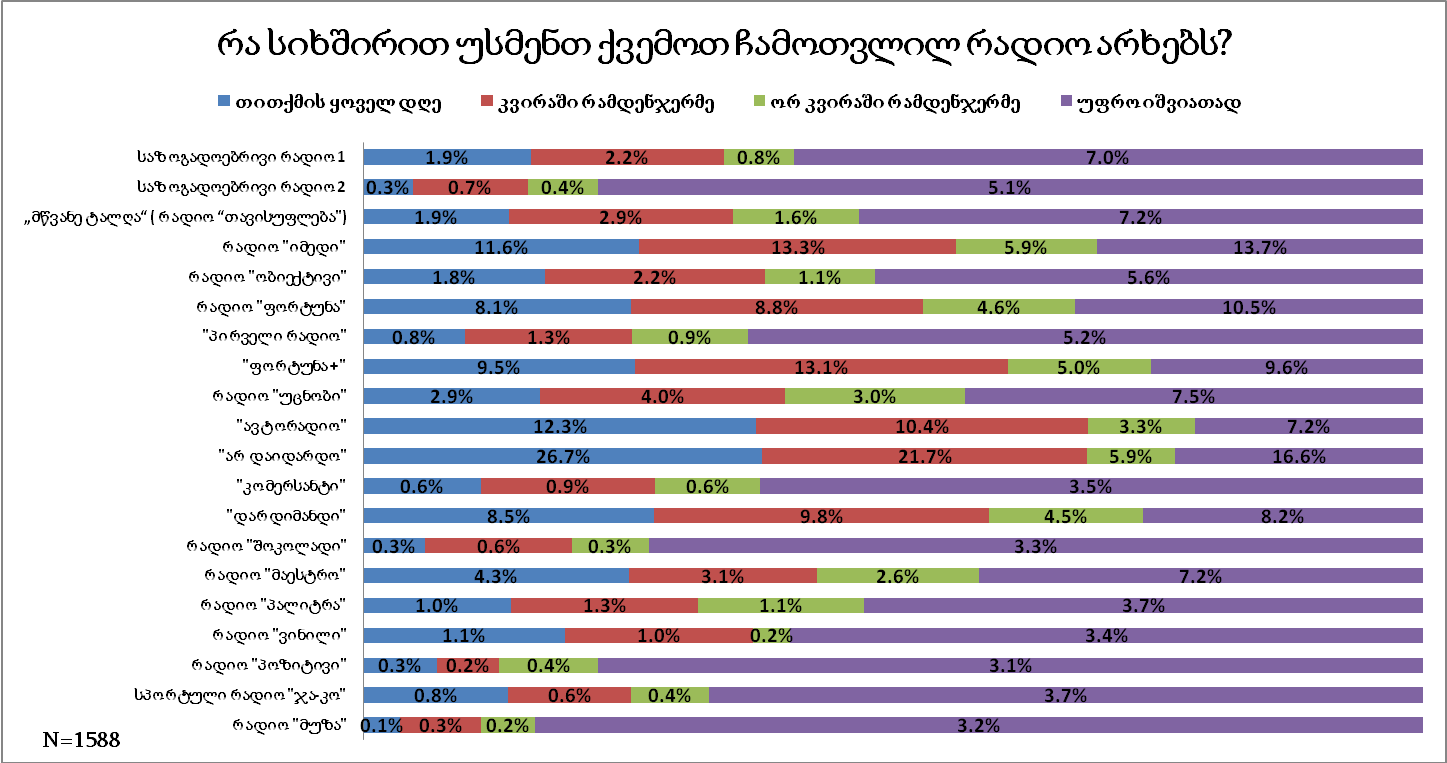 რა სიხშირით უსმენთ ქვემოთ ჩამოთვლილ რადიო არხებს?
თითქმის ყოველ დღე კვირაში რამდენჯერმე ორ კვირაში რამდენჯერმე უფრო იშვიათად
საზოგადოებრივი რადიო 1 1.9% 2.2% 0.8% 7.0%
საზოგადოებრივი რადიო 2 0.3% 0.7% 0.4% 5.1%
„მწვანე ტალღა“ ( რადიო “თავისუფლება") 1.9% 2.9% 1.6% 7.2%
რადიო "იმედი" 11.6% 13.3% 5.9% 13.7%
რადიო "ობიექტივი" 1.8% 2.2% 1.1% 5.6%
რადიო "ფორტუნა" 8.1% 8.8% 4.6% 10.5%
"პირველი რადიო" 0.8% 1.3% 0.9% 5.2%
"ფორტუნა+" 9.5% 13.1% 5.0% 9.6%
რადიო "უცნობი" 2.9% 4.0% 3.0% 7.5%
"ავტორადიო" 12.3% 10.4% 3.3% 7.2%
"არ დაიდარდო" 26.7% 21.7% 5.9% 16.6%
"კომერსანტი" 0.6% 0.9% 0.6% 3.5%
"დარდიმანდი" 8.5% 9.8% 4.5% 8.2%
რადიო "შოკოლადი" 0.3% 0.6% 0.3% 3.3%
რადიო "მაესტრო" 4.3% 3.1% 2.6% 7.2%
რადიო "პალიტრა" 1.0% 1.3% 1.1% 3.7%
რადიო "ვინილი" 1.1% 1.0% 0.2% 3.4%
რადიო "პოზიტივი" 0.3% 0.2% 0.4% 3.1%
სპორტული რადიო "ჯა-კო" 0.8% 0.6% 0.4% 3.7%
რადიო "მუზა" 0.1% 0.3% 0.2% 3.2%
N=1588